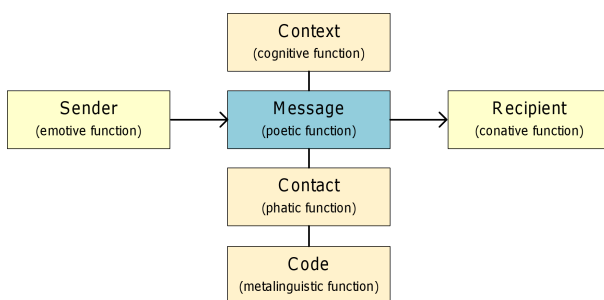 Context
(cognitive function)
Sender
(emotive function)
Message
(poetic function)
Recipient
(conative function)
Contact
(phatic function)
Code
(metalinguistic function)